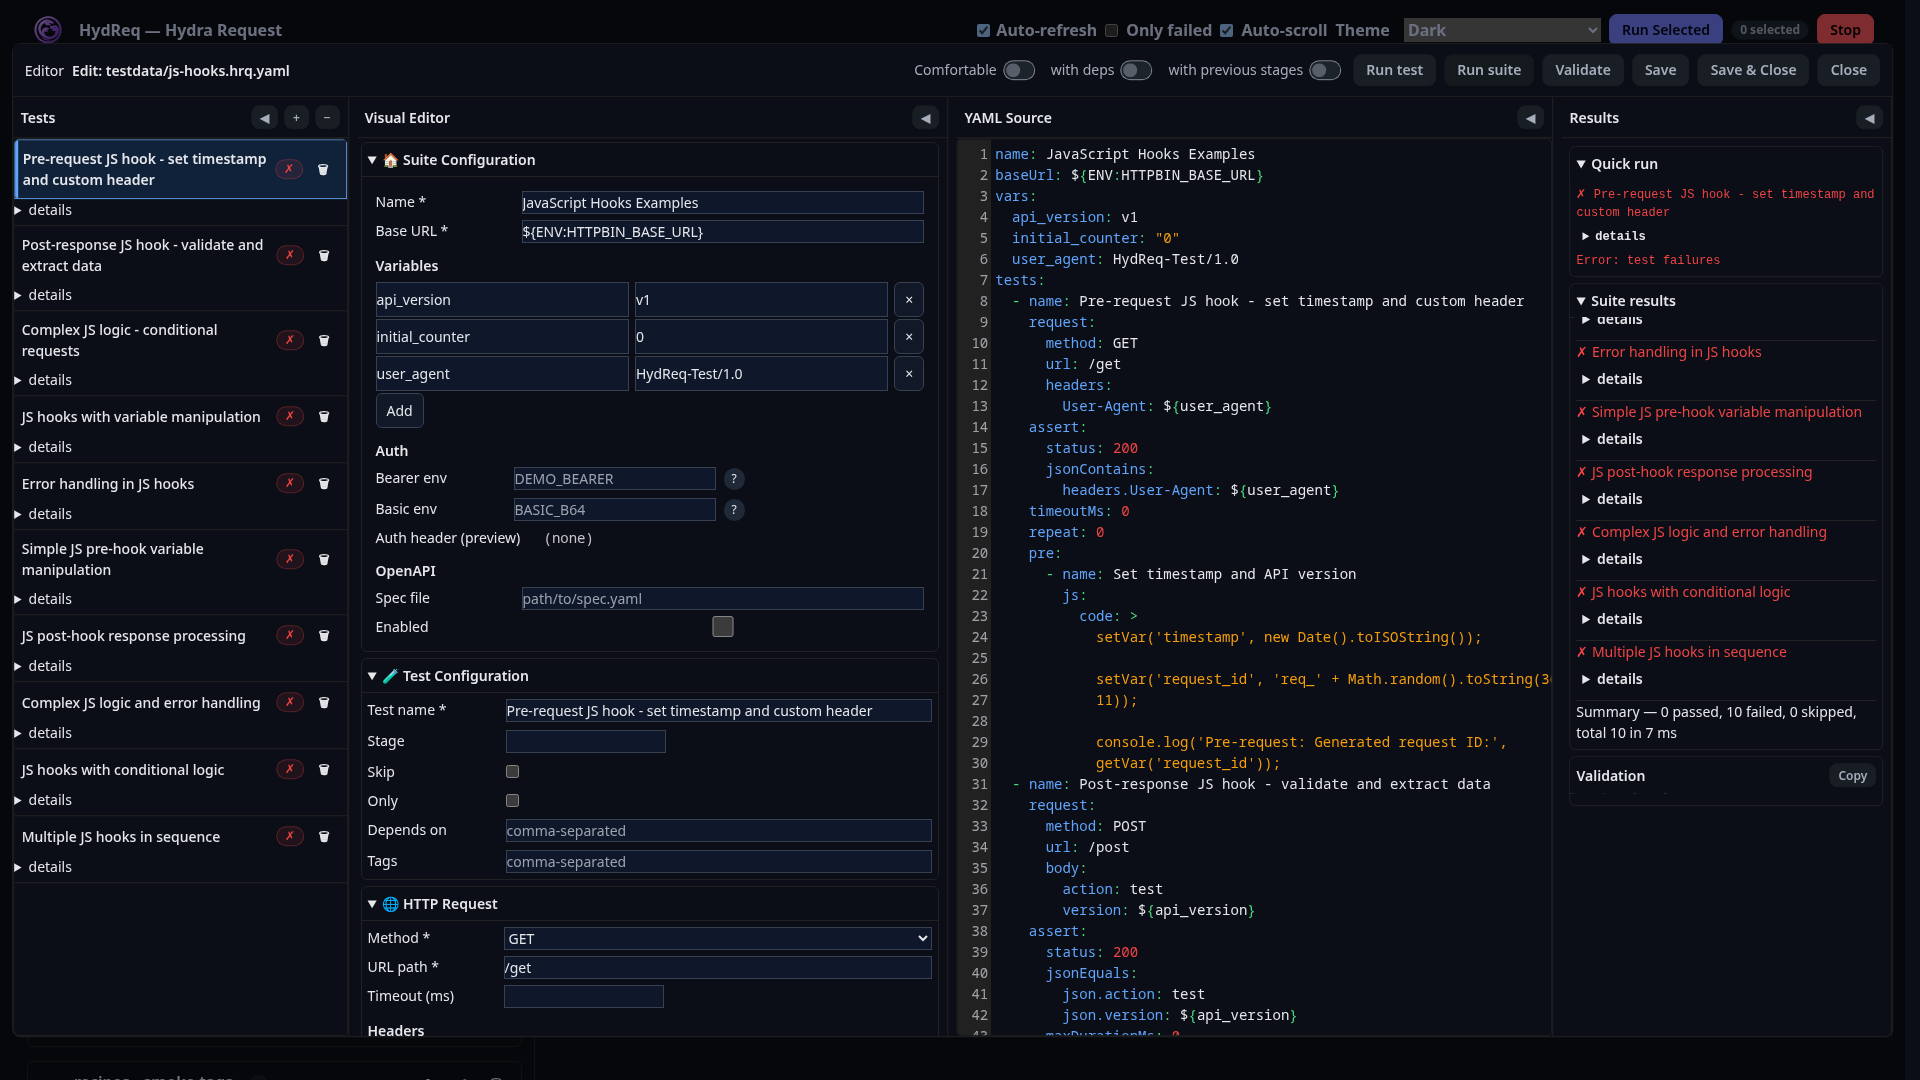 HydReq — Hydra Request
Auto-refresh Only failed Auto-scroll Theme Dark Run Selected 0 selected Stop
Editor Edit: testdata/js-hooks.hrq.yaml
Comfortable with deps with previous stages Run test Run suite Validate Save Save & Close Close
Tests ◀ + −
Pre-request JS hook - set timestamp and custom header ✗
▶ details
Post-response JS hook - validate and extract data ✗
▶ details
Complex JS logic - conditional requests ✗
▶ details
JS hooks with variable manipulation ✗
▶ details
Error handling in JS hooks ✗
▶ details
Simple JS pre-hook variable manipulation ✗
▶ details
JS post-hook response processing ✗
▶ details
Complex JS logic and error handling ✗
▶ details
JS hooks with conditional logic ✗
▶ details
Multiple JS hooks in sequence ✗
▶ details
Visual Editor ◀
▼ 🏠 Suite Configuration
Name * JavaScript Hooks Examples
Base URL * ${ENV:HTTPBIN_BASE_URL}
Variables
api_version v1 ×
initial_counter 0 ×
user_agent HydReq-Test/1.0 ×
Add
Auth
Bearer env DEMO_BEARER ?
Basic env BASIC_B64 ?
Auth header (preview) (none)
OpenAPI
Spec file path/to/spec.yaml
Enabled
▼ 🧪 Test Configuration
Test name * Pre-request JS hook - set timestamp and custom header
Stage
Skip
Only
Depends on comma-separated
Tags comma-separated
▼ 🌐 HTTP Request
Method * GET
URL path * /get
Timeout (ms)
Headers
YAML Source ◀
1 name: JavaScript Hooks Examples
2 baseUrl: ${ENV:HTTPBIN_BASE_URL}
3 vars:
4 api_version: v1
5 initial_counter: "0"
6 user_agent: HydReq-Test/1.0
7 tests:
8 - name: Pre-request JS hook - set timestamp and custom header
9 request:
10 method: GET
11 url: /get
12 headers:
13 User-Agent: ${user_agent}
14 assert:
15 status: 200
16 jsonContains:
17 headers.User-Agent: ${user_agent}
18 timeoutMs: 0
19 repeat: 0
20 pre:
21 - name: Set timestamp and API version
22 js:
23 code: >
24 setVar('timestamp', new Date().toISOString());
25
26 setVar('request_id', 'req_' + Math.random().toString(3
27 11));
28
29 console.log('Pre-request: Generated request ID:',
30 getVar('request_id'));
31 - name: Post-response JS hook - validate and extract data
32 request:
33 method: POST
34 url: /post
35 body:
36 action: test
37 version: ${api_version}
38 assert:
39 status: 200
40 jsonEquals:
41 json.action: test
42 json.version: ${api_version}
43 maxDurationMs: 0
Results ◀
▼ Quick run
✗ Pre-request JS hook - set timestamp and
custom header
▶ details
Error: test failures
▼ Suite results
▶ details
✗ Error handling in JS hooks
▶ details
✗ Simple JS pre-hook variable manipulation
▶ details
✗ JS post-hook response processing
▶ details
✗ Complex JS logic and error handling
▶ details
✗ JS hooks with conditional logic
▶ details
✗ Multiple JS hooks in sequence
▶ details
Summary — 0 passed, 10 failed, 0 skipped,
total 10 in 7 ms
Validation Copy